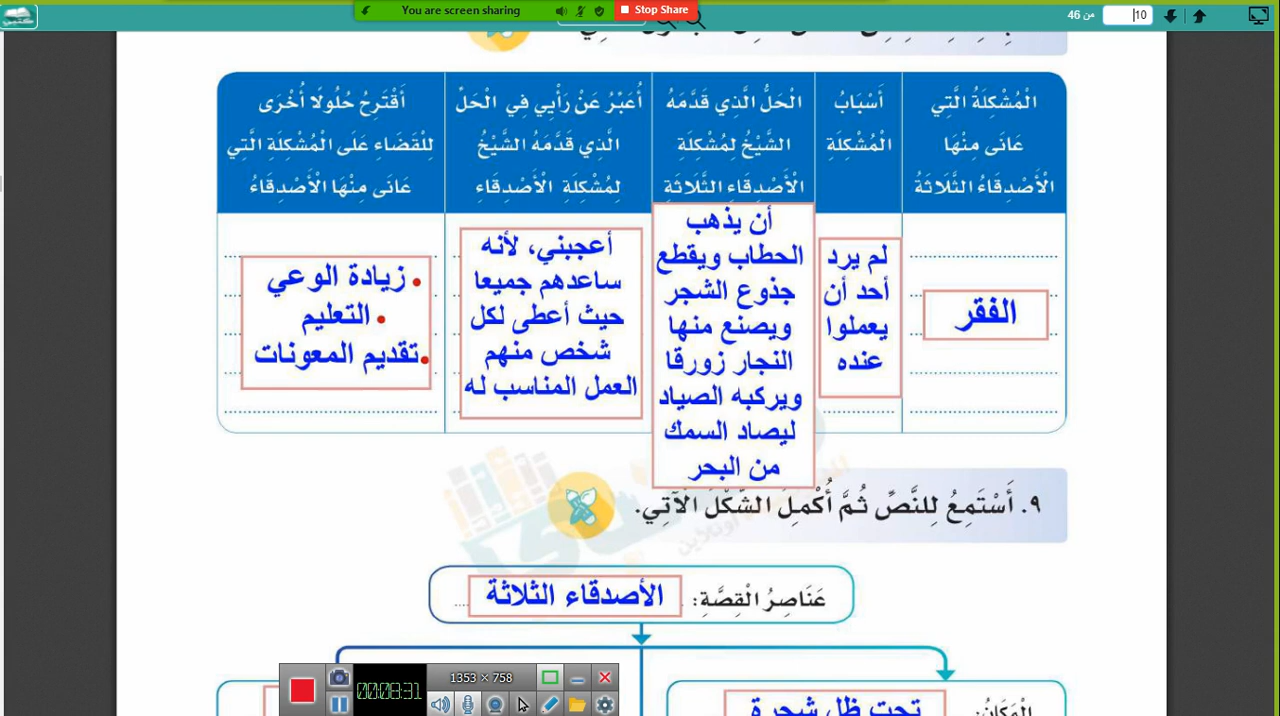 You are screen sharing
Stop Share
10
من 46
الْمُشْكِلَةُ الَّتِي
عَانَى مِنْهَا
الْأَصْدِقَاءُ الثَّلَاثَةُ
أَسْبَابُ
الْمُشْكِلَةِ
الْحَلُّ الَّذِي قَدَّمَهُ
الشَّيْخُ لِمُشْكِلَةِ
الْأَصْدِقَاءِ الثَّلَاثَةِ
أُعَبِّرُ عَنْ رَأْيِي فِي الْحَلِّ
الَّذِي قَدَّمَهُ الشَّيْخُ
لِمُشْكِلَةِ الْأَصْدِقَاءِ
أَقْتَرِحُ حُلُولًا أُخْرَى
لِلْقَضَاءِ عَلَى الْمُشْكِلَةِ الَّتِي
عَانَى مِنْهَا الْأَصْدِقَاءُ
الفقر
لم يرد
أحد أن
يعملوا
عنده
أن يذهب
الحطاب ويقطع
جذوع الشجر
ويصنع منها
النجار زورقا
ويركبه الصياد
ليصاد السمك
من البحر
أعجبني، لأنه
ساعدهم جميعا
حيث أعطى لكل
شخص منهم
العمل المناسب له
• زيادة الوعي
• التعليم
•تقديم المعونات
٩. أَسْتَمِعُ لِلنَّصِّ ثُمَّ أُكْمِلُ الشَّكْلَ الْآتِي.
عَنَاصِرُ الْقِصَّةِ: الأصدقاء الثلاثة
الْمَكَانُ: تحت ظل شجرة
00:08:31
1353 × 758